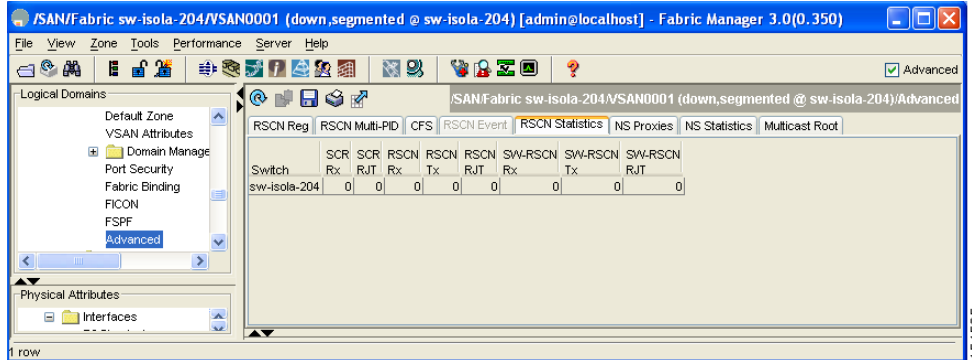 /SAN/Fabric sw-isola-204/VSAN0001 (down,segmented @ sw-isola-204) [admin@localhost] - Fabric Manager 3.0(0.350)
File View Zone Tools Performance Server Help
Advanced
Logical Domains
Default Zone
VSAN Attributes
Domain Manage
Port Security
Fabric Binding
FICON
FSPF
Advanced
Physical Attributes
Interfaces
/SAN/Fabric sw-isola-204/VSAN0001 (down,segmented @ sw-isola-204)/Advanced
RSCN Reg RSCN Multi-PID CFS RSCN Event RSCN Statistics NS Proxies NS Statistics Multicast Root
SCR SCR RSCN RSCN RSCN SW-RSCN SW-RSCN SW-RSCN
Switch Rx RJT Rx Tx RJT Rx Tx RJT
sw-isola-204 0 0 0 0 0 0 0 0
1 row